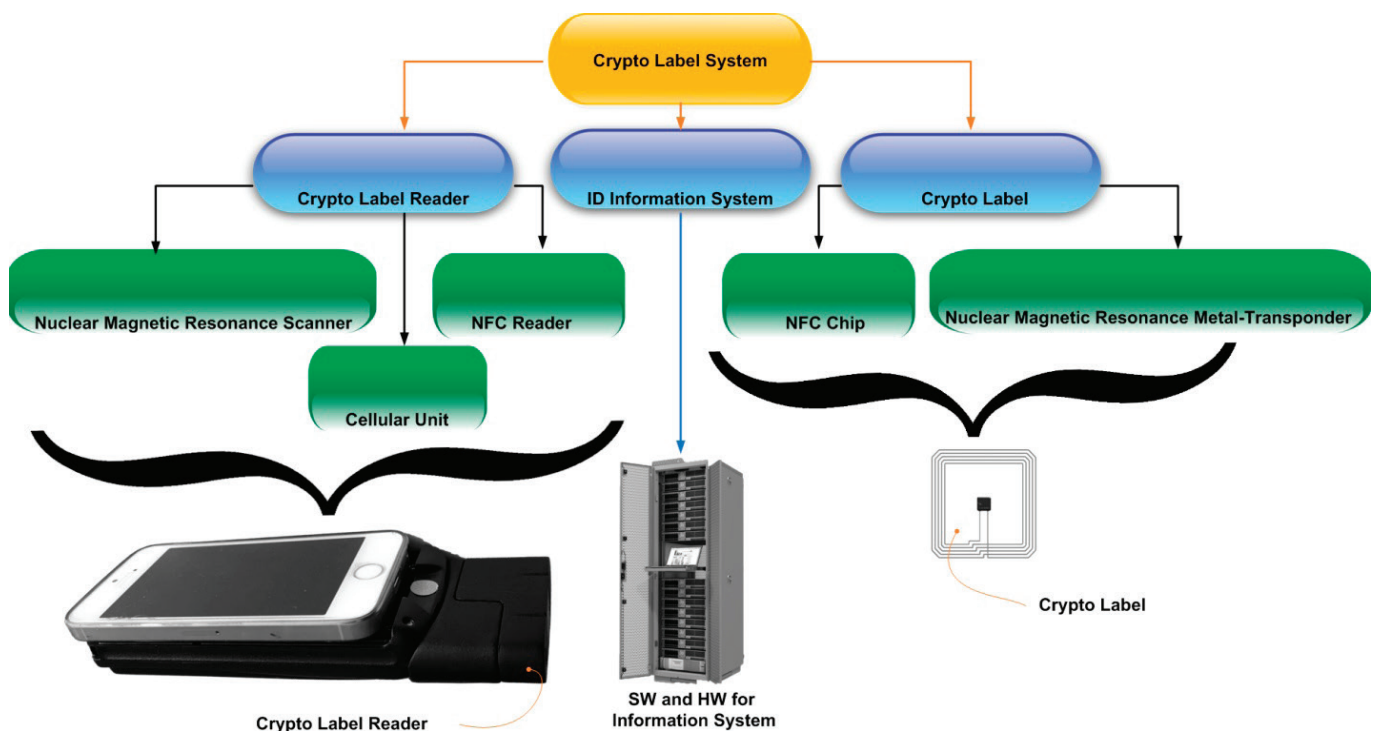 Crypto Label System
Crypto Label Reader
ID Information System
Crypto Label
Nuclear Magnetic Resonance Scanner
NFC Reader
NFC Chip
Nuclear Magnetic Resonance Metal-Transponder
Cellular Unit
Crypto Label
SW and HW for
Information System
Crypto Label Reader